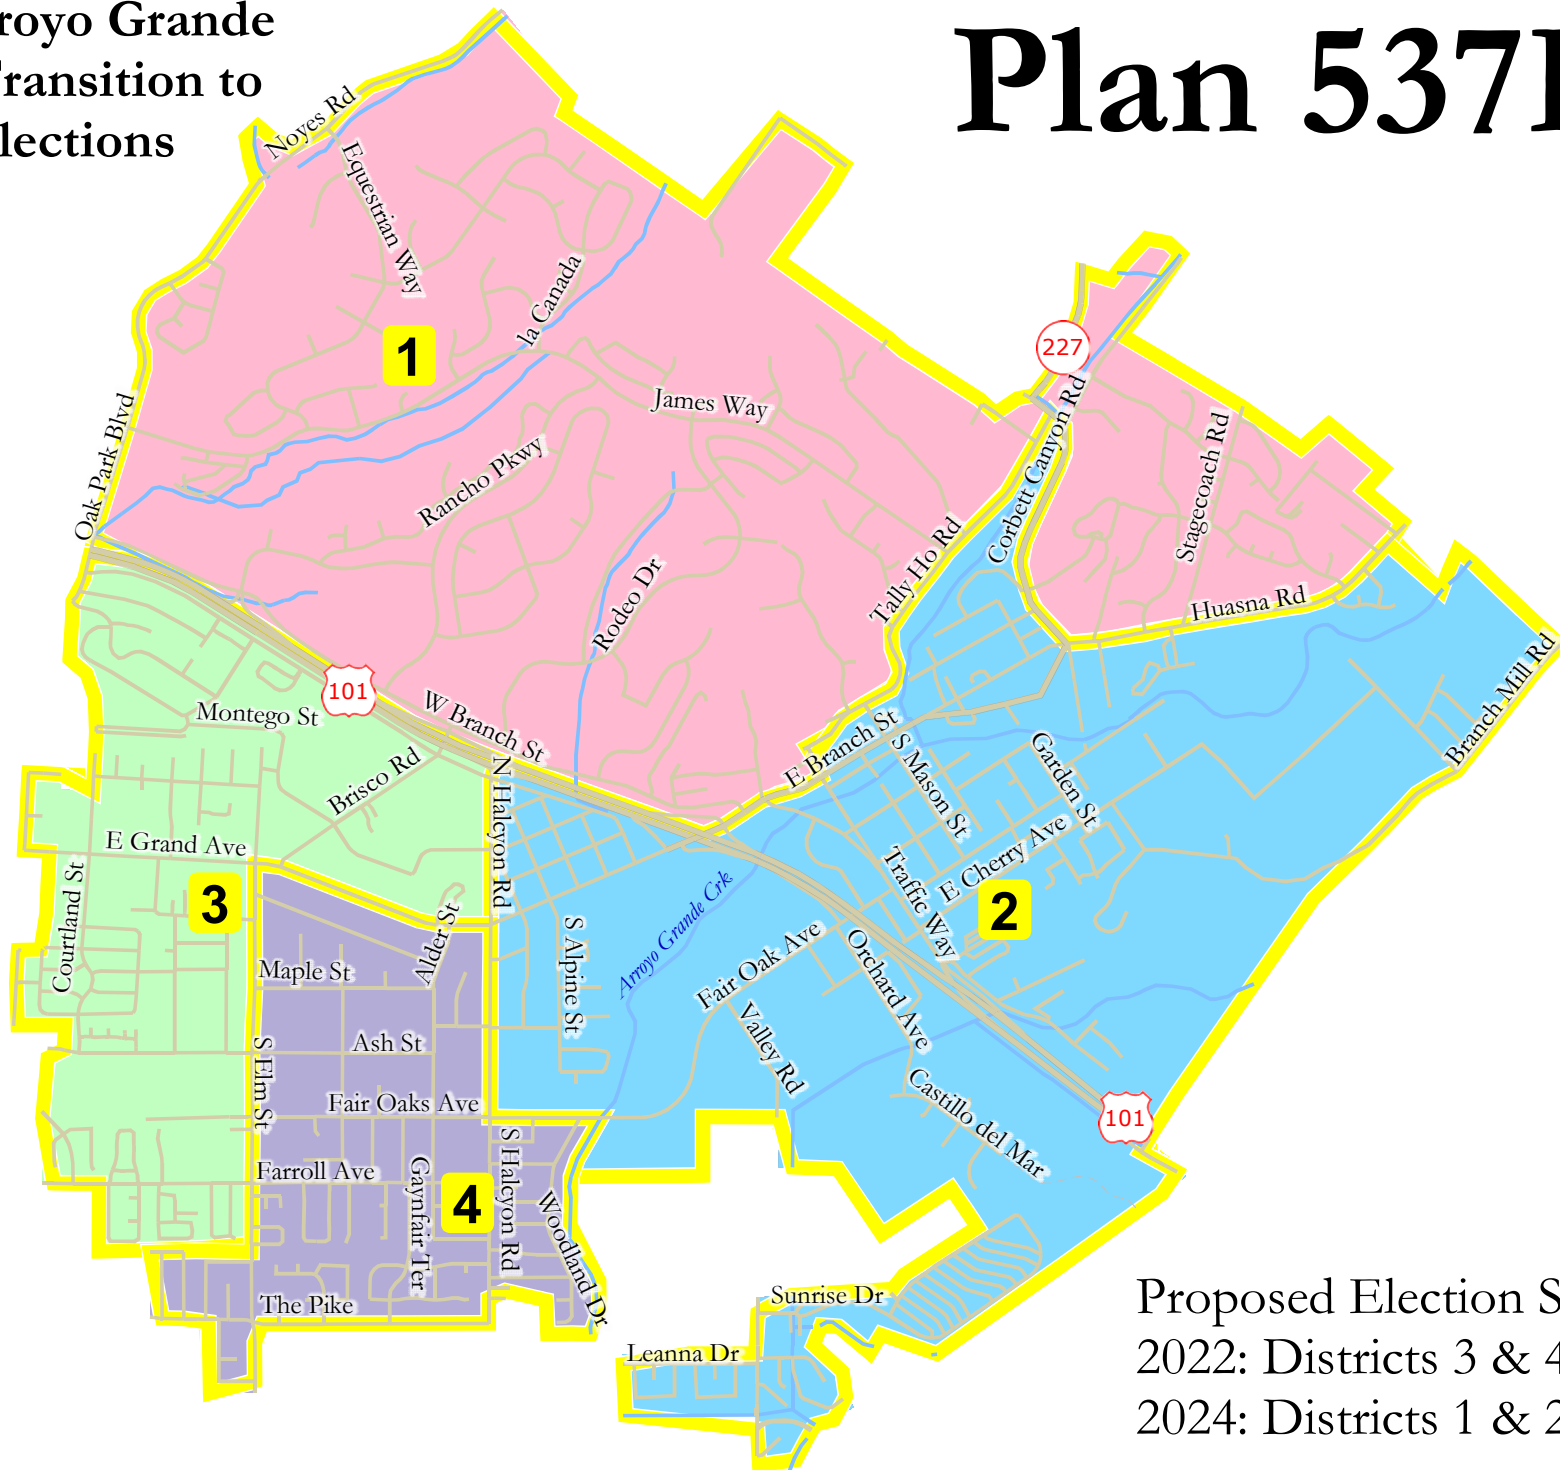 royo Grande
ransition to
lections
Plan 537
Noyes Rd
Equestrian Way
la Canada
1
227
James Way
Oak Park Blvd
Rancho Pkwy
Corbett Canyon Rd
Stagecoach Rd
Tally Ho Rd
Rodeo Dr
Huasna Rd
101
Montego St
W Branch St
Branch Mill Rd
E Branch St
S Mason St
Garden St
Brisco Rd
N Halcyon Rd
E Grand Ave
E Cherry Ave
Traffic Way
3
2
Courtland St
Arroyo Grande Crk
S Alpine St
Alder St
Fair Oak Ave
Orchard Ave
Maple St
Valley Rd
Ash St
S Elm St
Castillo del Mar
Fair Oaks Ave
101
Farroll Ave
Gaynfair Ter
4
S Halcyon Rd
Woodland Dr
The Pike
Sunrise Dr
Leanna Dr
Proposed Election S
2022: Districts 3 & 4
2024: Districts 1 & 2